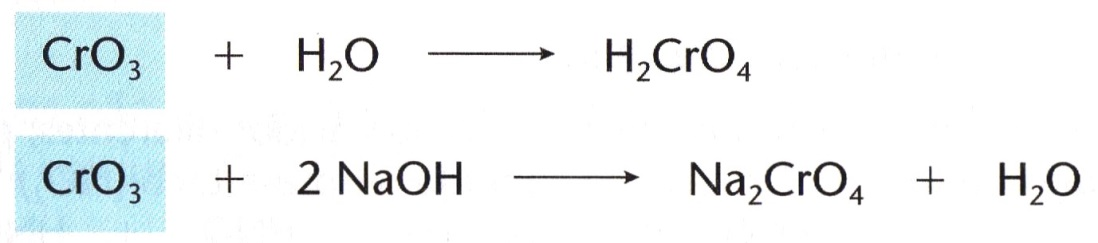 CrO₃ + H₂O ⟶ H₂CrO₄
CrO₃ + 2 NaOH ⟶ Na₂CrO₄ + H₂O